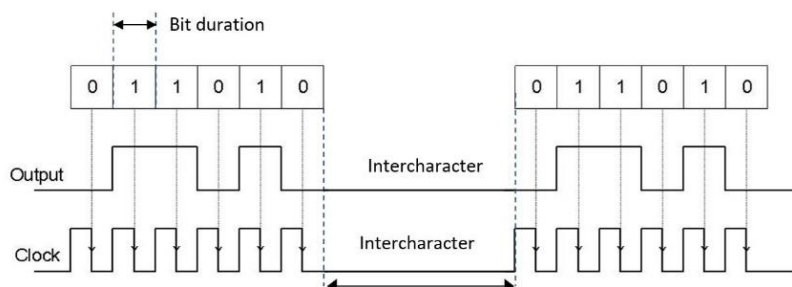 Bit duration
0 1 1 0 1 0 0 1 1 0 1 0
Output Intercharacter
Clock Intercharacter